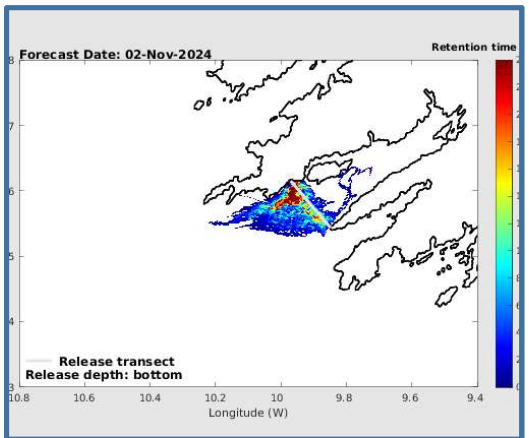 Forecast Date: 02-Nov-2024
Retention time
8
7
6
5
4
3
Release transect
Release depth: bottom
10.8
10.6
10.4
10.2
10
9.8
9.6
9.4
Longitude (W)